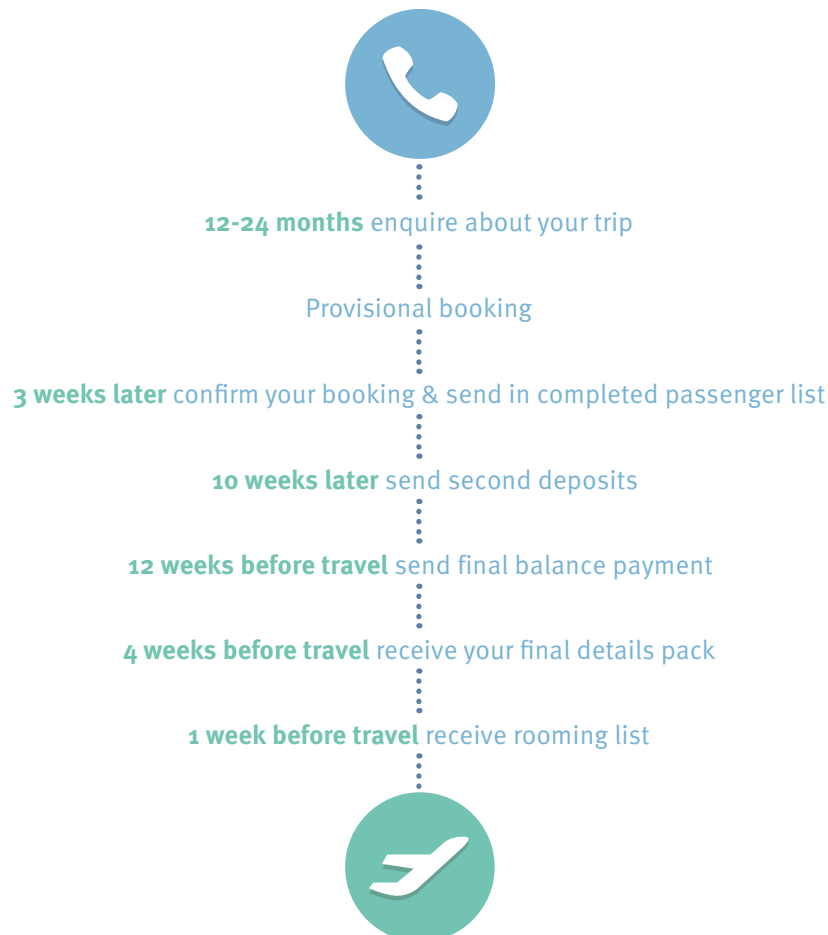 12-24 months enquire about your trip
Provisional booking
3 weeks later confirm your booking & send in completed passenger list
10 weeks later send second deposits
12 weeks before travel send final balance payment
4 weeks before travel receive your final details pack
1 week before travel receive rooming list